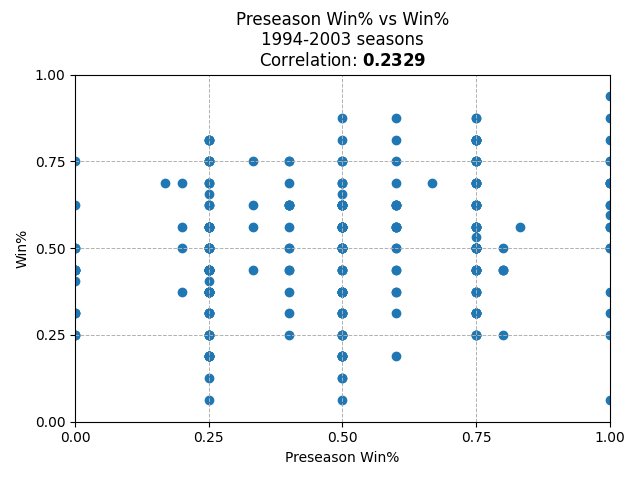 Preseason Win% vs Win%
1994-2003 seasons
Correlation: 0.2329
1.00
0.75
0.50
0.25
0.00
Win%
0.00 0.25 0.50 0.75 1.00
Preseason Win%